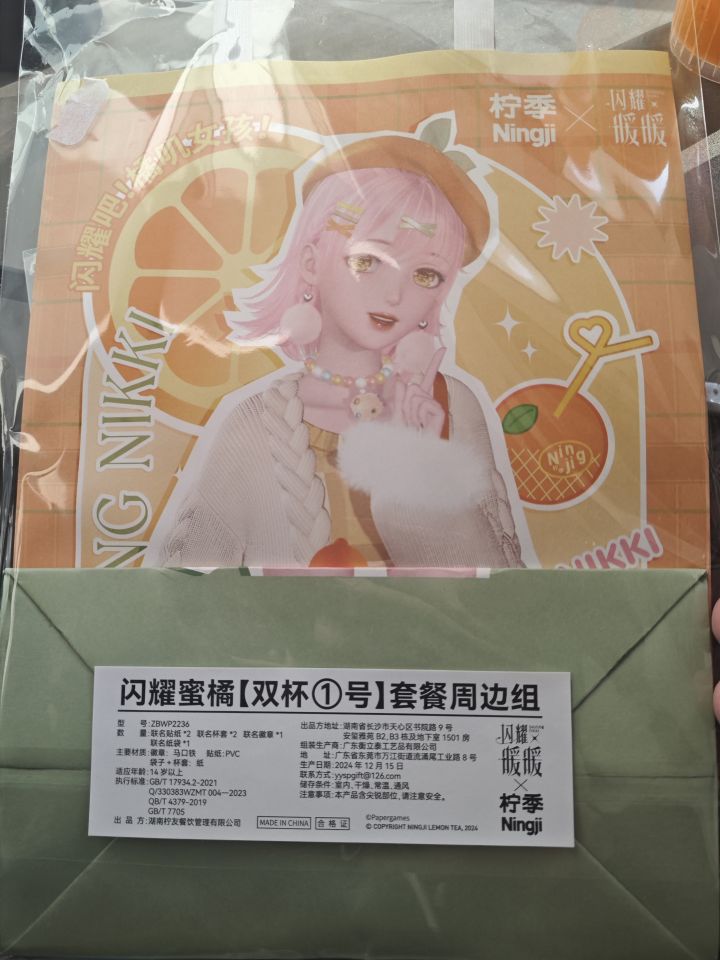 柠季
Ningji
×
闪耀
暖暖
闪耀吧！橘叽女孩！
NG NIKKI
Nin
jig
NIKKI
闪耀蜜橘【双杯①号】套餐周边组
型 号:ZBWP2236
数 量:联名贴纸*2 联名杯套*2 联名徽章*1
联名纸袋*1
主要材质:徽章：马口铁 贴纸:PVC
袋子＋杯套：纸
适应年龄:14岁以上
执行标准:GB/T 17934.2-2021
Q/330383WZMT 004—2023
QB/T 4379-2019
GB/T 7705
出 品 方:湖南柠友餐饮管理有限公司
出品方地址:湖南省长沙市天心区书院路 9 号
安玺雅苑 B2, B3 栋及地下室 1501 房
组装生产商:广东衡立泰工艺品有限公司
地 址:广东省东莞市万江街道流涌尾工业路 8 号
生产日期:2024 年 12 月 15 日
联系方式:yyspgift@126.com
储存条件:室内、干燥、常温、通风
注意事项:本产品含尖锐部位,请注意安全。
MADE IN CHINA
合 格 证
©Papergames
© COPYRIGHT NINGJI LEMON TEA, 2024
闪耀
暖暖
×
柠季
Ningji